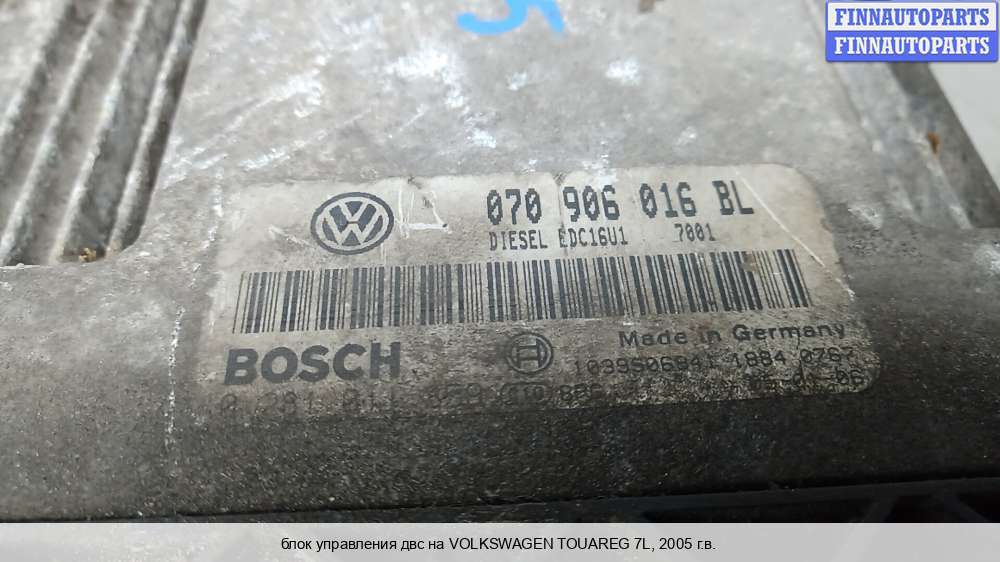 FINNAUTOPARTS
FINNAUTOPARTS
070 906 016 BL
DIESEL EDC16U1 7001
Made in Germany
BOSCH
блок управления двс на VOLKSWAGEN TOUAREG 7L, 2005 г.в.